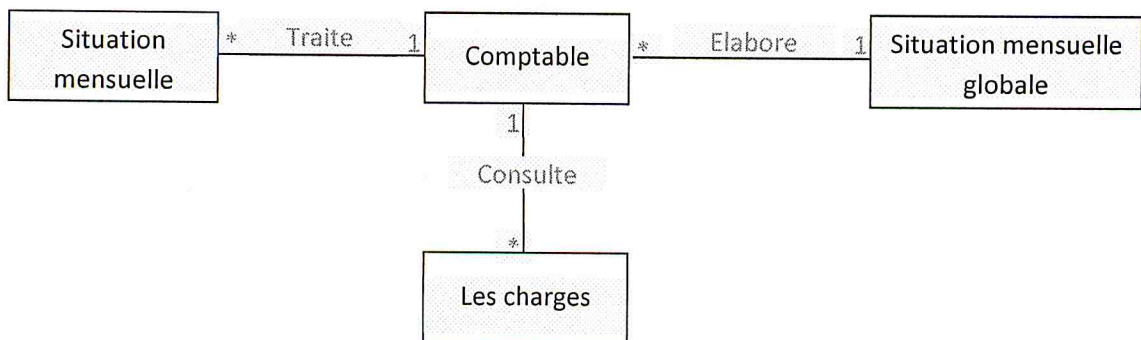 Situation
mensuelle
* Traite 1
Comptable
* Elabore 1
Situation mensuelle
globale
1
Consulte
*
Les charges